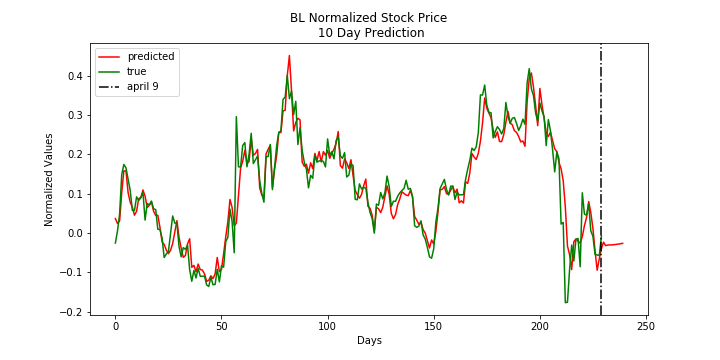 BL Normalized Stock Price
10 Day Prediction
predicted
true
april 9
Normalized Values
0.4
0.3
0.2
0.1
0.0
−0.1
−0.2
0
50
100
150
200
250
Days